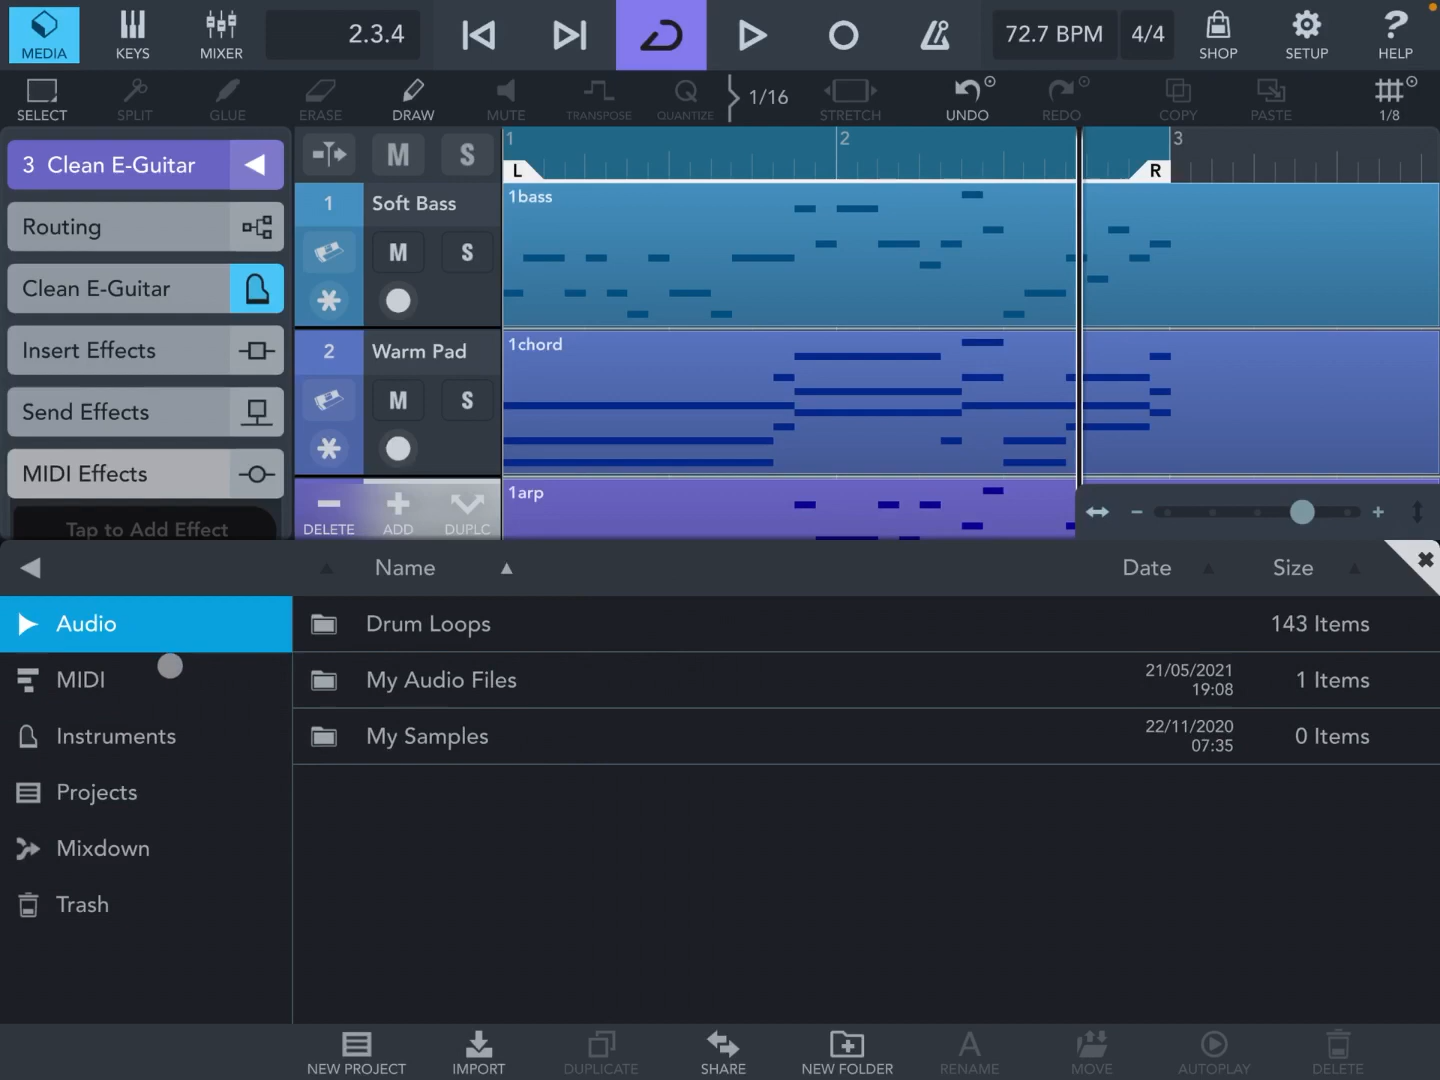 MEDIA
KEYS
MIXER
2.3.4
72.7 BPM
4/4
SHOP
SETUP
HELP
SELECT
SPLIT
GLUE
ERASE
DRAW
MUTE
TRANSPOSE
QUANTIZE
1/16
STRETCH
UNDO
REDO
COPY
PASTE
1/8
3 Clean E-Guitar
Routing
Clean E-Guitar
Insert Effects
Send Effects
MIDI Effects
Tap to Add Effect
M
S
1
2
3
L
R
1
Soft Bass
M
S
1bass
2
Warm Pad
M
S
1chord
DELETE
ADD
DUPLC
1arp
Name
Date
Size
Audio
MIDI
Instruments
Projects
Mixdown
Trash
Drum Loops
143 Items
My Audio Files
21/05/2021
19:08
1 Items
My Samples
22/11/2020
07:35
0 Items
NEW PROJECT
IMPORT
DUPLICATE
SHARE
NEW FOLDER
RENAME
MOVE
AUTOPLAY
DELETE